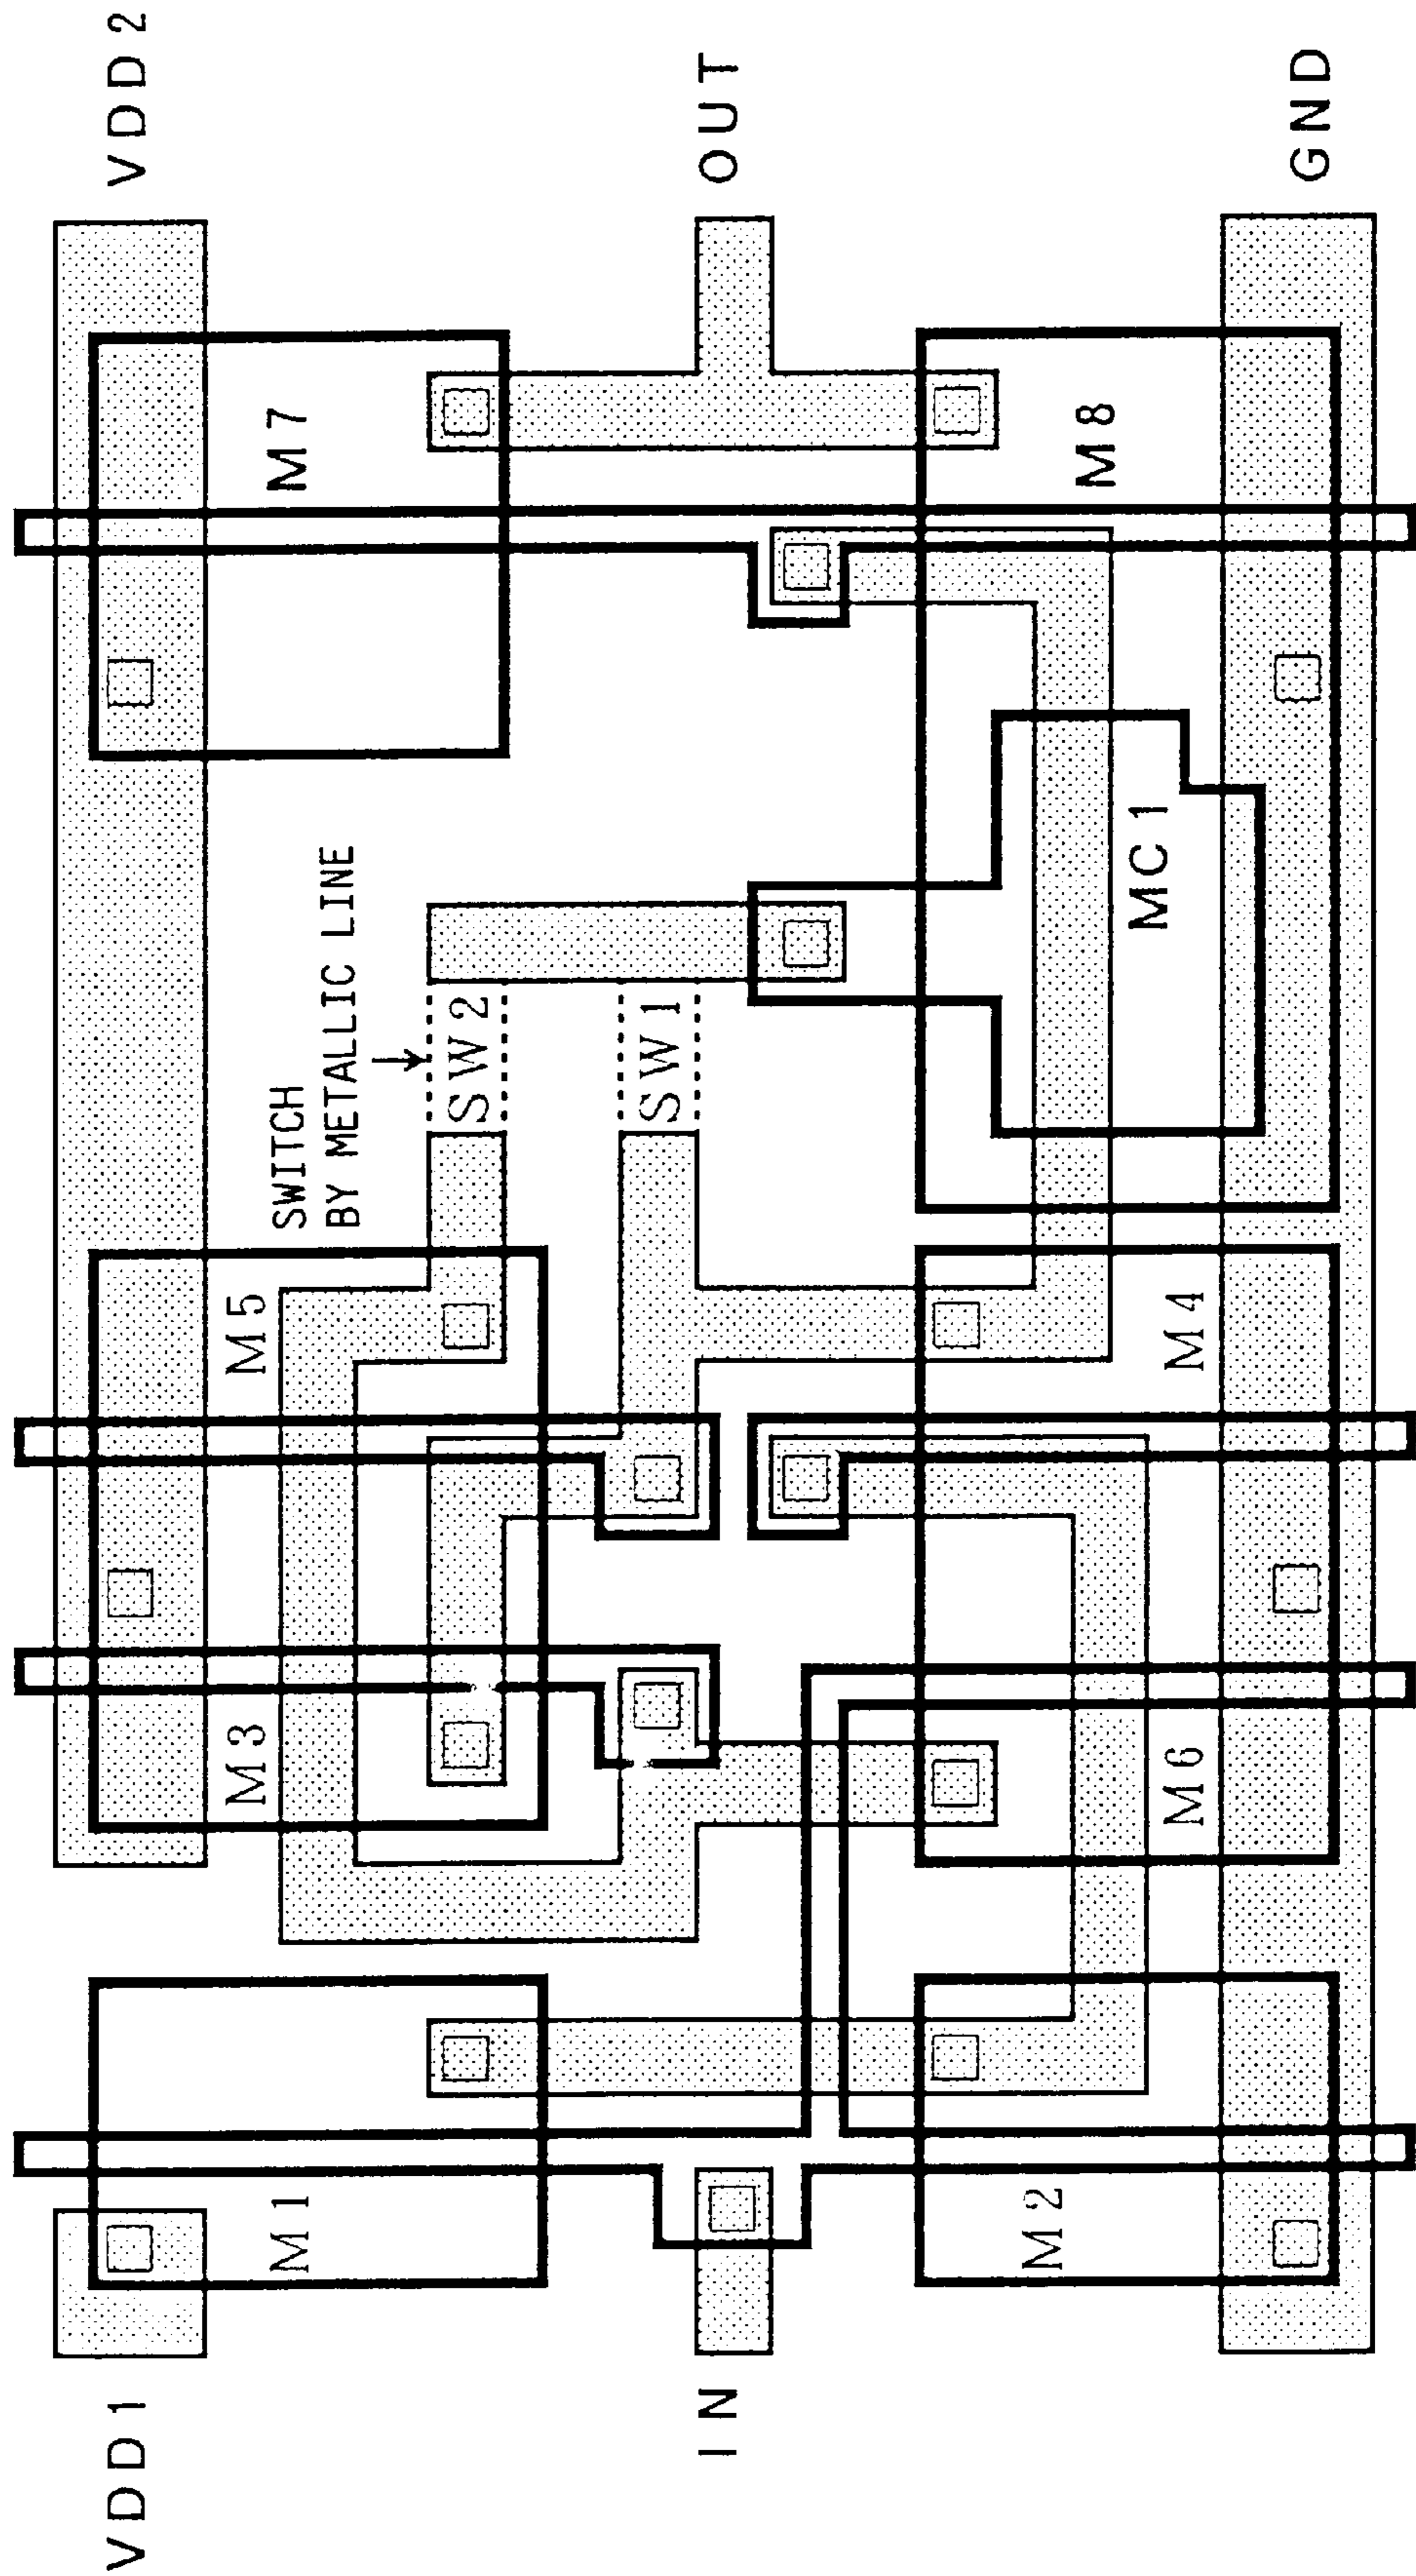 VDD1
VDD2
M1
M3
M5
SWITCH
BY METALLIC LINE
M7
SW2
SW1
IN
OUT
M2
M6
M4
MC1
M8
GND